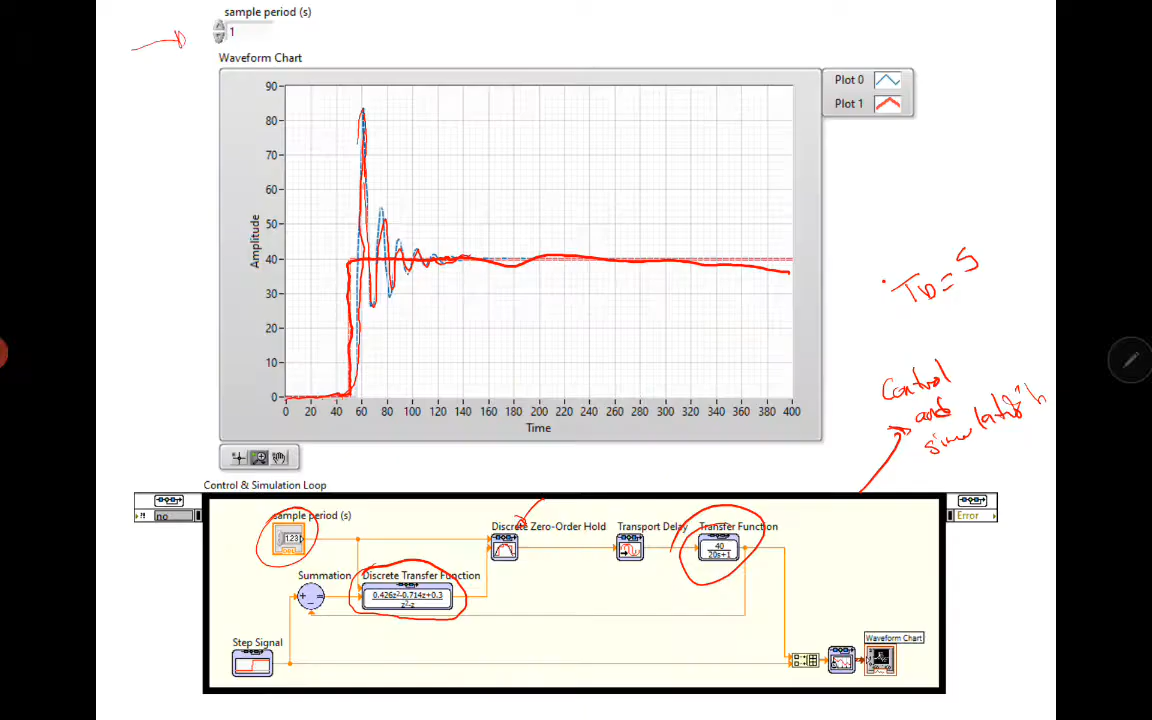 sample period (s)
1
Waveform Chart
Plot 0
Plot 1
90
80
70
60
50
40
30
20
10
0
Amplitude
0 20 40 60 80 100 120 140 160 180 200 220 240 260 280 300 320 340 360 380 400
Time
TD = 5
Control
and
simulation
Control & Simulation Loop
no
Error
sample period (s)
1.23
Discrete Zero-Order Hold
Transport Delay
Transfer Function
40
20s+1
Summation
Discrete Transfer Function
0.426z²-0.714z+0.3
z²-z
Step Signal
Waveform Chart